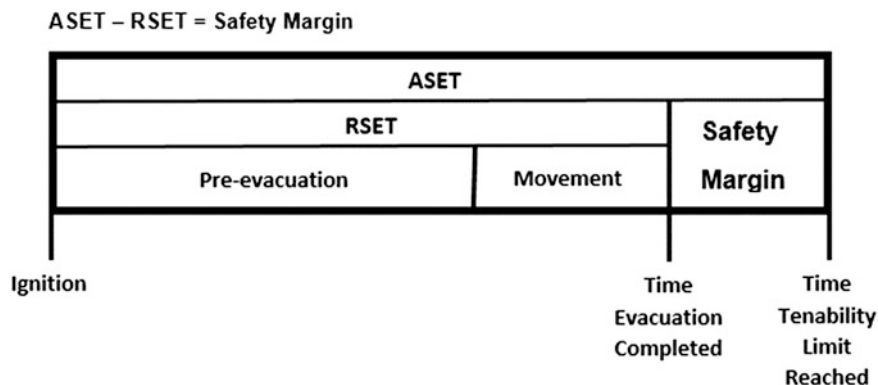 ASET – RSET = Safety Margin
ASET
RSET
Safety
Margin
Pre-evacuation
Movement
Ignition
Time
Evacuation
Completed
Time
Tenability
Limit
Reached